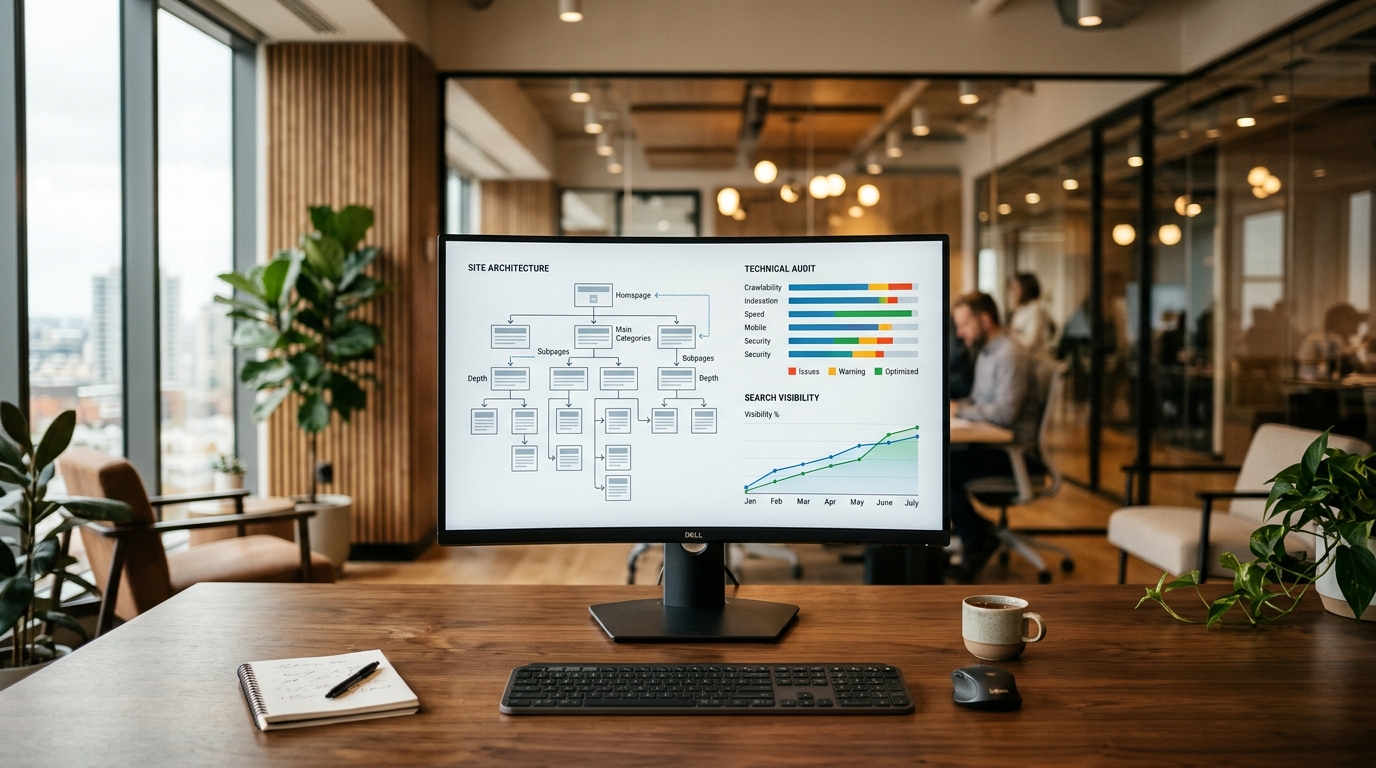 SITE ARCHITECTURE
Homspage
Main
Categories
Subpages
Subpages
Depth
Depth
TECHNICAL AUDIT
Crawlability
Indesation
Speed
Mobile
Security
Security
Issues
Warning
Optimized
SEARCH VISIBILITY
Visibility %
Jan
Feb
Mar
Apr
May
June
July
DELL